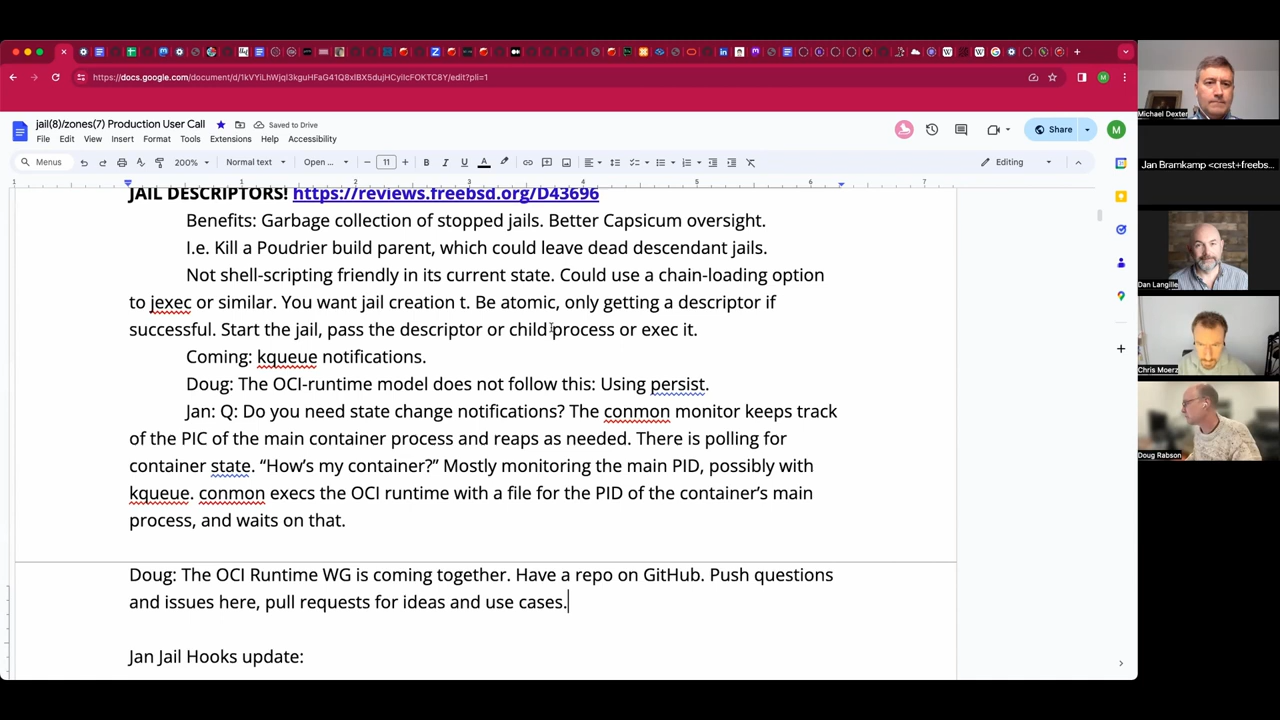 https://docs.google.com/document/d/1kVYiLhWjqI3kguHFaG41Q8xlBX5dujHCyiIcFOKTC8Y/edit?pli=1
jail(8)/zones(7) Production User Call
Saved to Drive
File Edit View Insert Format Tools Extensions Help Accessibility
Share
M
Menus
200%
Normal text
Open ...
11
Editing
1 1 2 3 4 5 6 7
JAIL DESCRIPTORS! https://reviews.freebsd.org/D43696
Benefits: Garbage collection of stopped jails. Better Capsicum oversight.
I.e. Kill a Poudrier build parent, which could leave dead descendant jails.
Not shell-scripting friendly in its current state. Could use a chain-loading option
to jexec or similar. You want jail creation t. Be atomic, only getting a descriptor if
successful. Start the jail, pass the descriptor or child process or exec it.
Coming: kqueue notifications.
Doug: The OCI-runtime model does not follow this: Using persist.
Jan: Q: Do you need state change notifications? The conmon monitor keeps track
of the PIC of the main container process and reaps as needed. There is polling for
container state. “How’s my container?” Mostly monitoring the main PID, possibly with
kqueue. conmon execs the OCI runtime with a file for the PID of the container’s main
process, and waits on that.
Doug: The OCI Runtime WG is coming together. Have a repo on GitHub. Push questions
and issues here, pull requests for ideas and use cases.
Jan Jail Hooks update:
Michael Dexter
Jan Bramkamp <crest+freebs...
Dan Langille
Chris Moerz
Doug Rabson